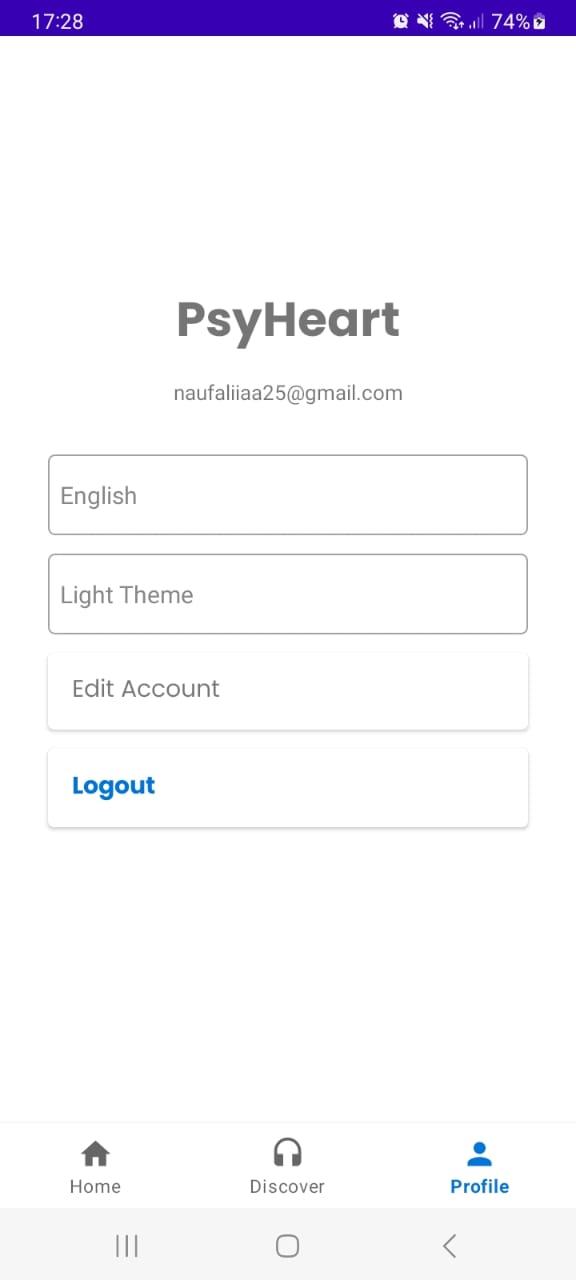 17:28
74%
PsyHeart
naufaliiaa25@gmail.com
English
Light Theme
Edit Account
Logout
Home
Discover
Profile